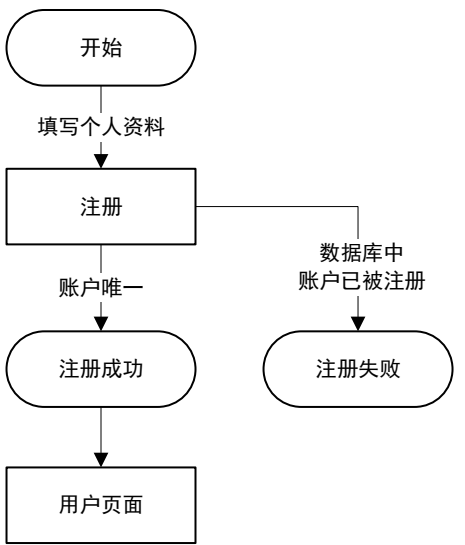 开始
填写个人资料
注册
数据库中
账户已被注册
账户唯一
注册成功
注册失败
用户页面